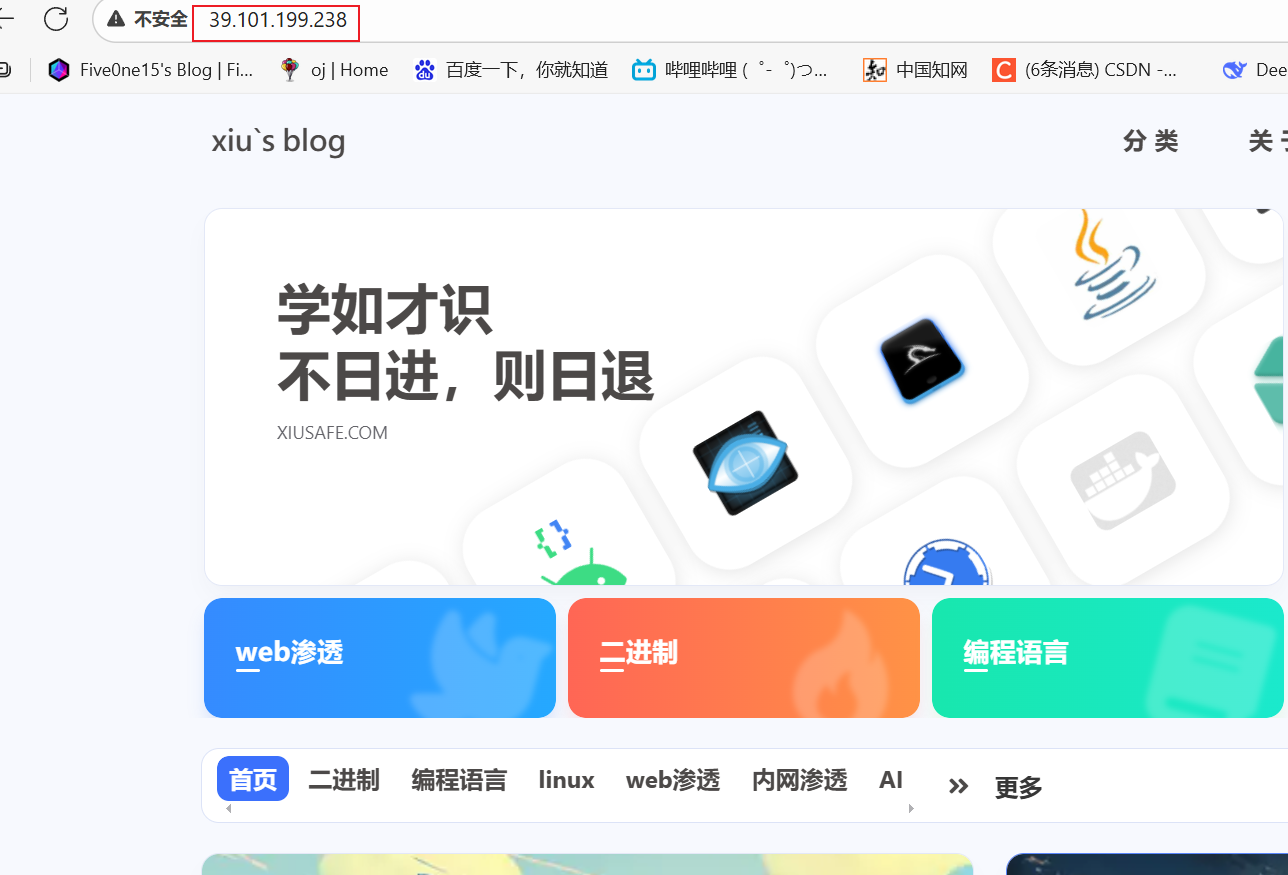 不安全 39.101.199.238
Five0ne15's Blog | Fi... oj | Home 百度一下，你就知道 哔哩哔哩 (゜-゜)つ... 中国知网 (6条消息) CSDN -... Dee
xiu`s blog 分 类 关
学如才识
不日进，则日退
XIUSAFE.COM
web渗透 二进制 编程语言
首页 二进制 编程语言 linux web渗透 内网渗透 AI 更多